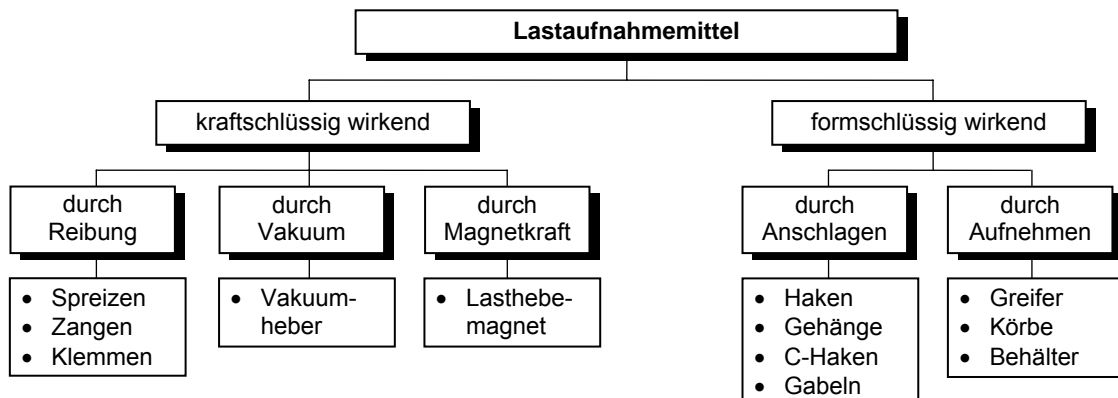 Lastaufnahmemittel
kraftschlüssig wirkend
formschlüssig wirkend
durch
Reibung
durch
Vakuum
durch
Magnetkraft
durch
Anschlagen
durch
Aufnehmen
• Spreizen
• Zangen
• Klemmen
• Vakuum-
heber
• Lasthebe-
magnet
• Haken
• Gehänge
• C-Haken
• Gabeln
• Greifer
• Körbe
• Behälter